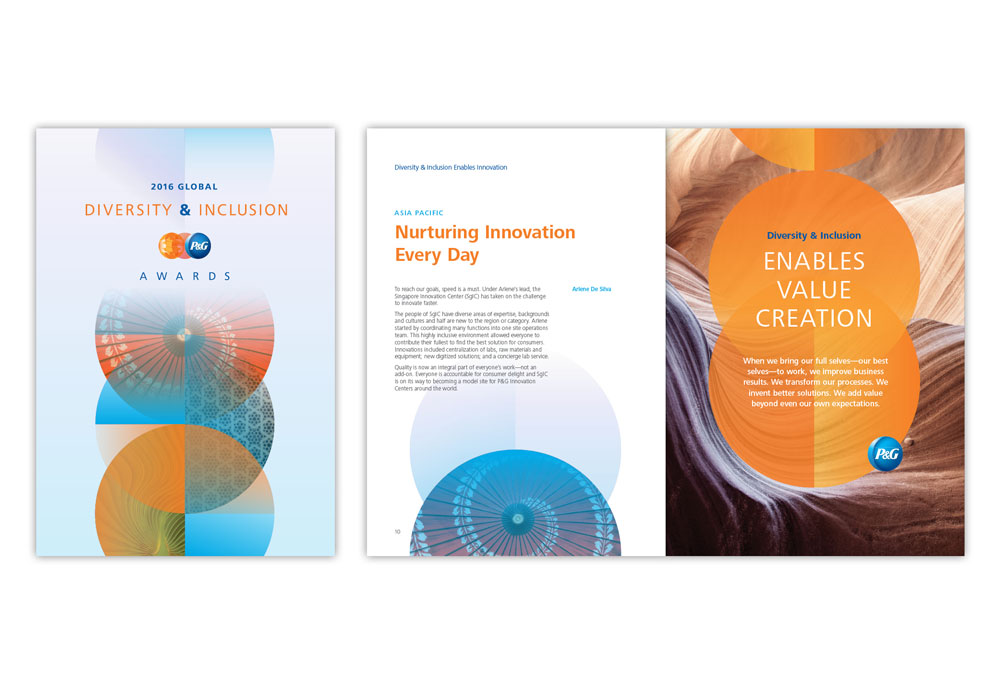 2016 GLOBAL
DIVERSITY & INCLUSION
P&G
AWARDS
Diversity & Inclusion Enables Innovation
ASIA PACIFIC
Nurturing Innovation
Every Day
To reach our goals, speed is a must. Under Arlene's lead, the
Singapore Innovation Center (SgIC) has taken on the challenge
to innovate faster.
The people of SgIC have diverse areas of expertise, backgrounds
and cultures and half are new to the region or category. Arlene
started by coordinating many functions into one site operations
team. This highly inclusive environment allowed everyone to
contribute their fullest to find the best solution for consumers.
Innovations included centralization of labs, raw materials and
equipment; new digitized solutions; and a concierge lab service.
Quality is now an integral part of everyone's work—not an
add-on. Everyone is accountable for consumer delight and SgIC
is on its way to becoming a model site for P&G Innovation
Centers around the world.
Arlene De Silva
10
Diversity & Inclusion
ENABLES
VALUE
CREATION
When we bring our full selves—our best
selves—to work, we improve business
results. We transform our processes. We
invent better solutions. We add value
beyond even our own expectations.
P&G